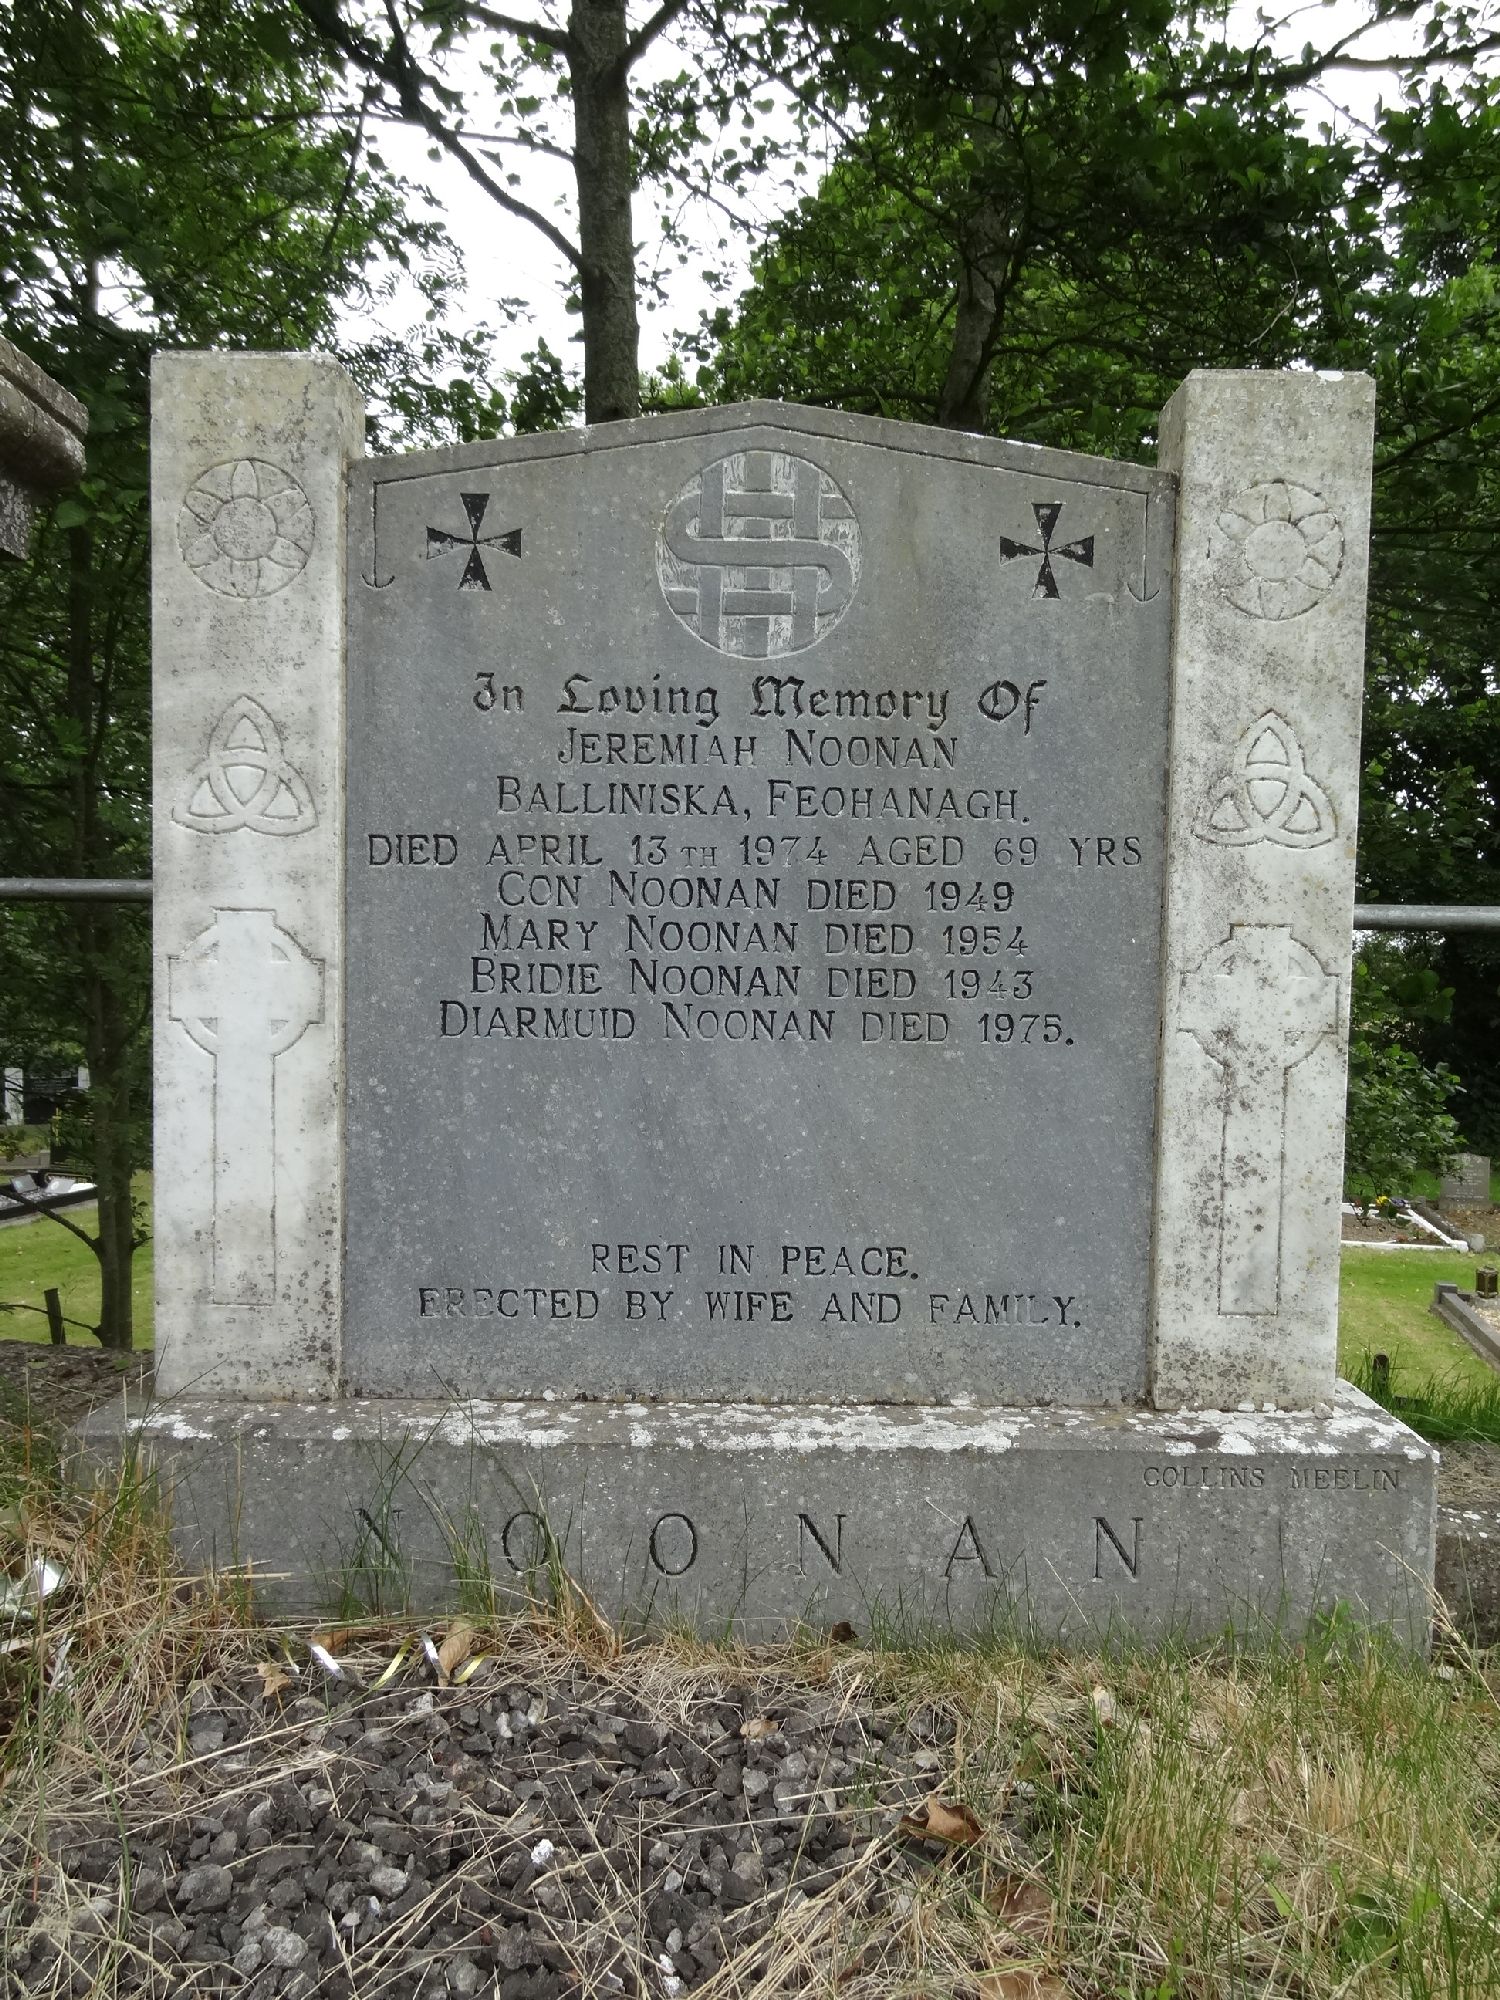 In Loving Memory Of
JEREMIAH NOONAN
BALLINISKA, FEOHANAGH.
DIED APRIL 13TH 1974 AGED 69 YRS
CON NOONAN DIED 1949
MARY NOONAN DIED 1954
BRIDIE NOONAN DIED 1943
DIARMUID NOONAN DIED 1975.
REST IN PEACE.
ERECTED BY WIFE AND FAMILY.
COLLINS MEELIN
NOONAN